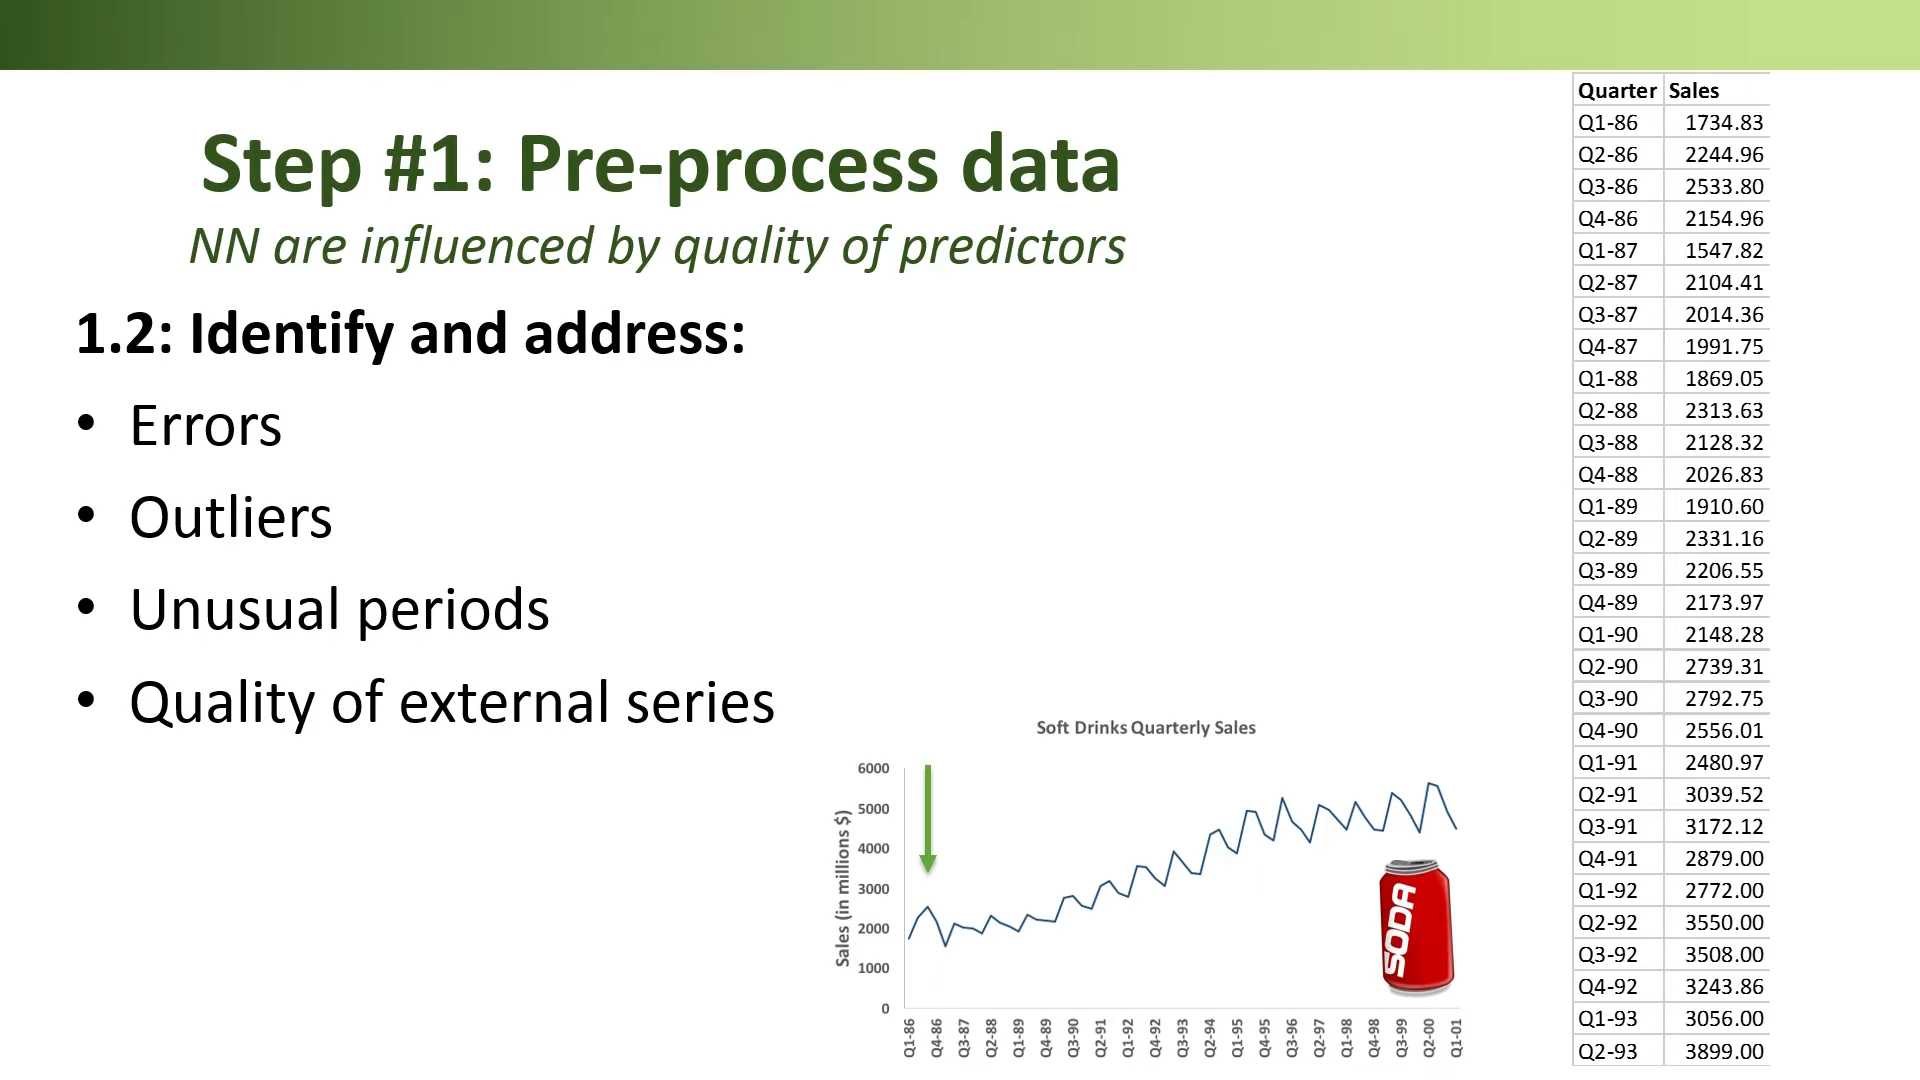 Step #1: Pre-process data
NN are influenced by quality of predictors
1.2: Identify and address:
• Errors
• Outliers
• Unusual periods
• Quality of external series
Soft Drinks Quarterly Sales
Sales (in millions $)
6000
5000
4000
3000
2000
1000
0
Q1-86 Q4-86 Q3-87 Q2-88 Q1-89 Q4-89 Q3-90 Q2-91 Q1-92 Q4-92 Q3-93 Q2-94 Q1-95 Q4-95 Q3-96 Q2-97 Q1-98 Q4-98 Q3-99 Q2-00 Q1-01
SODA
Quarter Sales
Q1-86 1734.83
Q2-86 2244.96
Q3-86 2533.80
Q4-86 2154.96
Q1-87 1547.82
Q2-87 2104.41
Q3-87 2014.36
Q4-87 1991.75
Q1-88 1869.05
Q2-88 2313.63
Q3-88 2128.32
Q4-88 2026.83
Q1-89 1910.60
Q2-89 2331.16
Q3-89 2206.55
Q4-89 2173.97
Q1-90 2148.28
Q2-90 2739.31
Q3-90 2792.75
Q4-90 2556.01
Q1-91 2480.97
Q2-91 3039.52
Q3-91 3172.12
Q4-91 2879.00
Q1-92 2772.00
Q2-92 3550.00
Q3-92 3508.00
Q4-92 3243.86
Q1-93 3056.00
Q2-93 3899.00